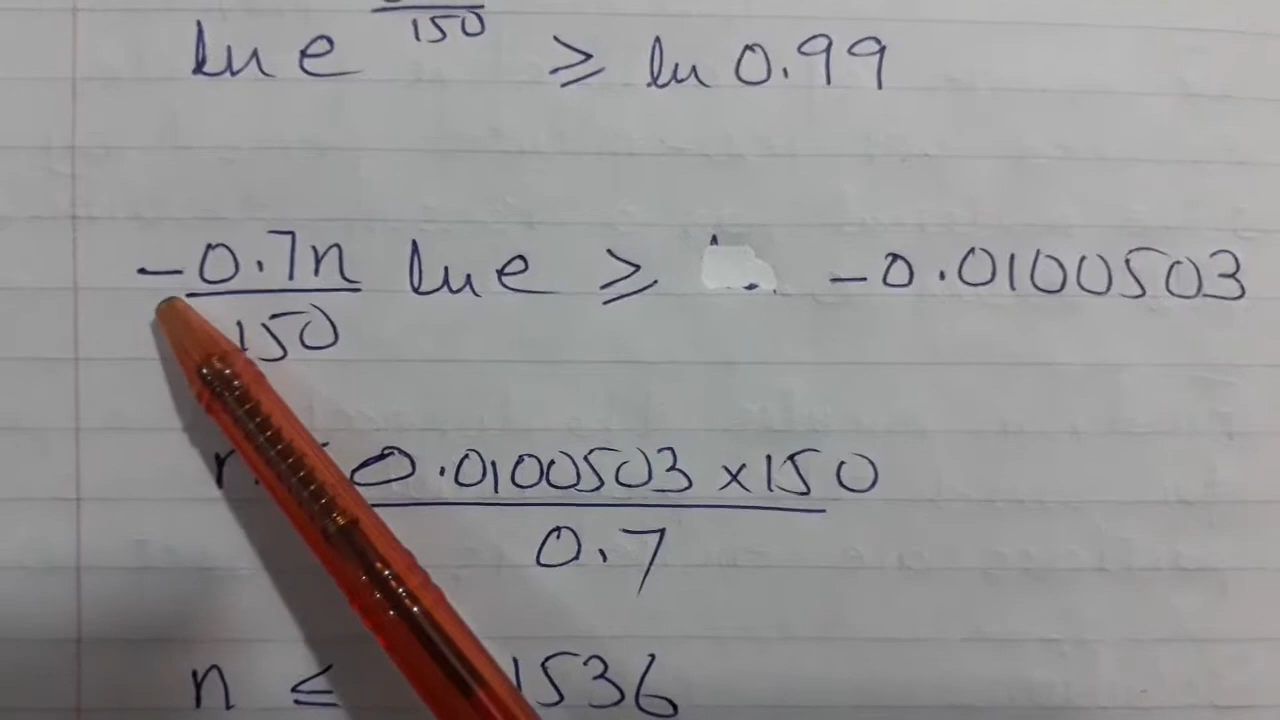 ln e 150 ≥ ln 0.99
-0.7n ln e ≥ -0.0100503
150
0.0100503 x 150
0.7
n ≤ 1536